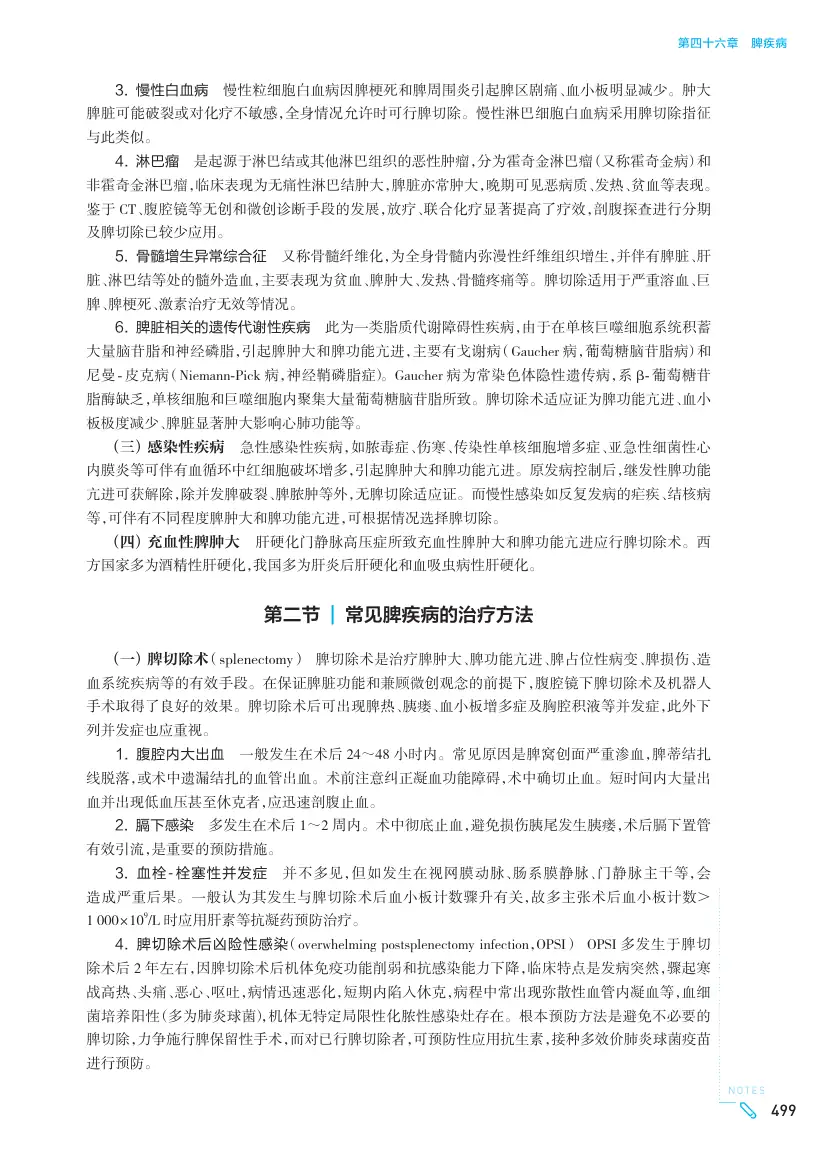 第四十六章　脾疾病
3. 慢性白血病　慢性粒细胞白血病因脾梗死和脾周围炎引起脾区剧痛、血小板明显减少。肿大
脾脏可能破裂或对化疗不敏感，全身情况允许时可行脾切除。慢性淋巴细胞白血病采用脾切除指征
与此类似。
4. 淋巴瘤　是起源于淋巴结或其他淋巴组织的恶性肿瘤，分为霍奇金淋巴瘤（又称霍奇金病）和
非霍奇金淋巴瘤，临床表现为无痛性淋巴结肿大，脾脏亦常肿大，晚期可见恶病质、发热、贫血等表现。
鉴于 CT、腹腔镜等无创和微创诊断手段的发展，放疗、联合化疗显著提高了疗效，剖腹探查进行分期
及脾切除已较少应用。
5. 骨髓增生异常综合征　又称骨髓纤维化，为全身骨髓内弥漫性纤维组织增生，并伴有脾脏、肝
脏、淋巴结等处的髓外造血，主要表现为贫血、脾肿大、发热、骨髓疼痛等。脾切除适用于严重溶血、巨
脾、脾梗死、激素治疗无效等情况。
6. 脾脏相关的遗传代谢性疾病　此为一类脂质代谢障碍性疾病，由于在单核巨噬细胞系统积蓄
大量脑苷脂和神经磷脂，引起脾肿大和脾功能亢进，主要有戈谢病（Gaucher 病，葡萄糖脑苷脂病）和
尼曼-皮克病（Niemann-Pick 病，神经鞘磷脂症）。Gaucher 病为常染色体隐性遗传病，系 β-葡萄糖苷
脂酶缺乏，单核细胞和巨噬细胞内聚集大量葡萄糖脑苷脂所致。脾切除术适应证为脾功能亢进、血小
板极度减少、脾脏显著肿大影响心肺功能等。
（三）感染性疾病　急性感染性疾病，如脓毒症、伤寒、传染性单核细胞增多症、亚急性细菌性心
内膜炎等可伴有血循环中红细胞破坏增多，引起脾肿大和脾功能亢进。原发病控制后，继发性脾功能
亢进可获解除，除并发脾破裂、脾脓肿等外，无脾切除适应证。而慢性感染如反复发病的疟疾、结核病
等，可伴有不同程度脾肿大和脾功能亢进，可根据情况选择脾切除。
（四）充血性脾肿大　肝硬化门静脉高压症所致充血性脾肿大和脾功能亢进应行脾切除术。西
方国家多为酒精性肝硬化，我国多为肝炎后肝硬化和血吸虫病性肝硬化。
第二节 | 常见脾疾病的治疗方法
（一）脾切除术（splenectomy）　脾切除术是治疗脾肿大、脾功能亢进、脾占位性病变、脾损伤、造
血系统疾病等的有效手段。在保证脾脏功能和兼顾微创观念的前提下，腹腔镜下脾切除术及机器人
手术取得了良好的效果。脾切除术后可出现脾热、胰瘘、血小板增多症及胸腔积液等并发症，此外下
列并发症也应重视。
1. 腹腔内大出血　一般发生在术后 24～48 小时内。常见原因是脾窝创面严重渗血，脾蒂结扎
线脱落，或术中遗漏结扎的血管出血。术前注意纠正凝血功能障碍，术中确切止血。短时间内大量出
血并出现低血压甚至休克者，应迅速剖腹止血。
2. 膈下感染　多发生在术后 1～2 周内。术中彻底止血，避免损伤胰尾发生胰瘘，术后膈下置管
有效引流，是重要的预防措施。
3. 血栓-栓塞性并发症　并不多见，但如发生在视网膜动脉、肠系膜静脉、门静脉主干等，会
造成严重后果。一般认为其发生与脾切除术后血小板计数骤升有关，故多主张术后血小板计数＞
1 000×10⁹/L 时应用肝素等抗凝药预防治疗。
4. 脾切除术后凶险性感染（overwhelming postsplenectomy infection，OPSI）　OPSI 多发生于脾切
除术后 2 年左右，因脾切除术后机体免疫功能削弱和抗感染能力下降，临床特点是发病突然，骤起寒
战高热、头痛、恶心、呕吐，病情迅速恶化，短期内陷入休克，病程中常出现弥散性血管内凝血等，血细
菌培养阳性（多为肺炎球菌），机体无特定局限性化脓性感染灶存在。根本预防方法是避免不必要的
脾切除，力争施行脾保留性手术，而对已行脾切除者，可预防性应用抗生素，接种多效价肺炎球菌疫苗
进行预防。
NOTES
499